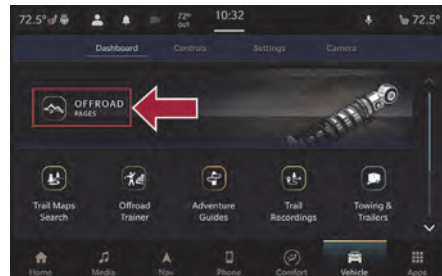 72.5° 72° 10:32 72.5°
OUT
Dashboard Controls Settings Camera
OFFROAD
PAGES
Trail Maps Offroad Adventure Trail Towing &
Search Trainer Guides Recordings Trailers
Home Media Nav Phone Comfort Vehicle Apps